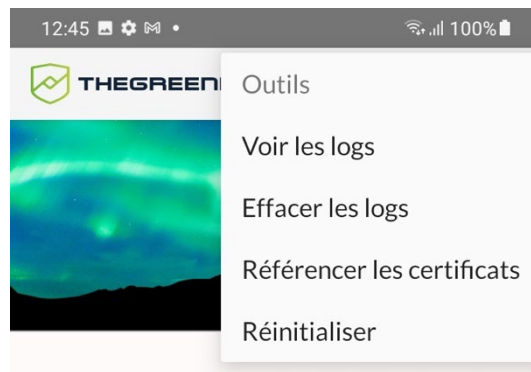 12:45
100%
THEGREEN
Outils
Voir les logs
Effacer les logs
Référencer les certificats
Réinitialiser